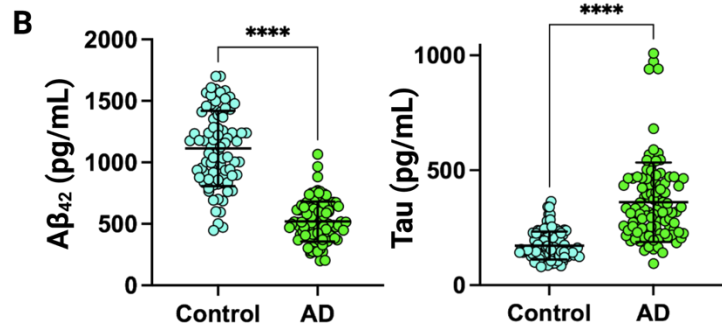 B
Aβ₄₂ (pg/mL)
2000
1500
1000
500
0
****
Control
AD
Tau (pg/mL)
1000
500
0
****
Control
AD